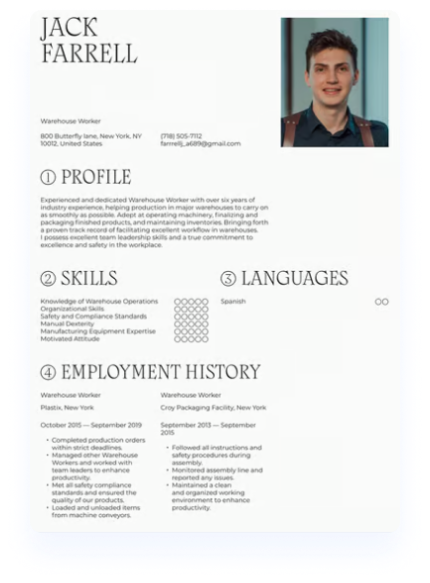 JACK
FARRELL
Warehouse Worker
800 Butterfly lane, New York, NY
10012, United States
(718) 505-7112
farrellj_a689@gmail.com
① PROFILE
Experienced and dedicated Warehouse Worker with over six years of
industry experience, helping production in major warehouses to carry on
as smoothly as possible. Adept at operating machinery, finalizing and
packaging finished products, and maintaining inventories. Bringing forth
a proven track record of facilitating excellent workflow in warehouses.
I possess excellent team leadership skills and a true commitment to
excellence and safety in the workplace.
② SKILLS
Knowledge of Warehouse Operations
Organizational Skills
Safety and Compliance Standards
Manual Dexterity
Manufacturing Equipment Expertise
Motivated Attitude
③ LANGUAGES
Spanish
④ EMPLOYMENT HISTORY
Warehouse Worker
Plastix, New York
October 2015 — September 2019
• Completed production orders
within strict deadlines.
• Managed other Warehouse
Workers and worked with
team leaders to enhance
productivity.
• Met all safety compliance
standards and ensured the
quality of our products.
• Loaded and unloaded items
from machine conveyors.
Warehouse Worker
Croy Packaging Facility, New York
September 2013 — September
2015
• Followed all instructions and
safety procedures during
assembly.
• Monitored assembly line and
reported any issues.
• Maintained a clean
and organized working
environment to enhance
productivity.